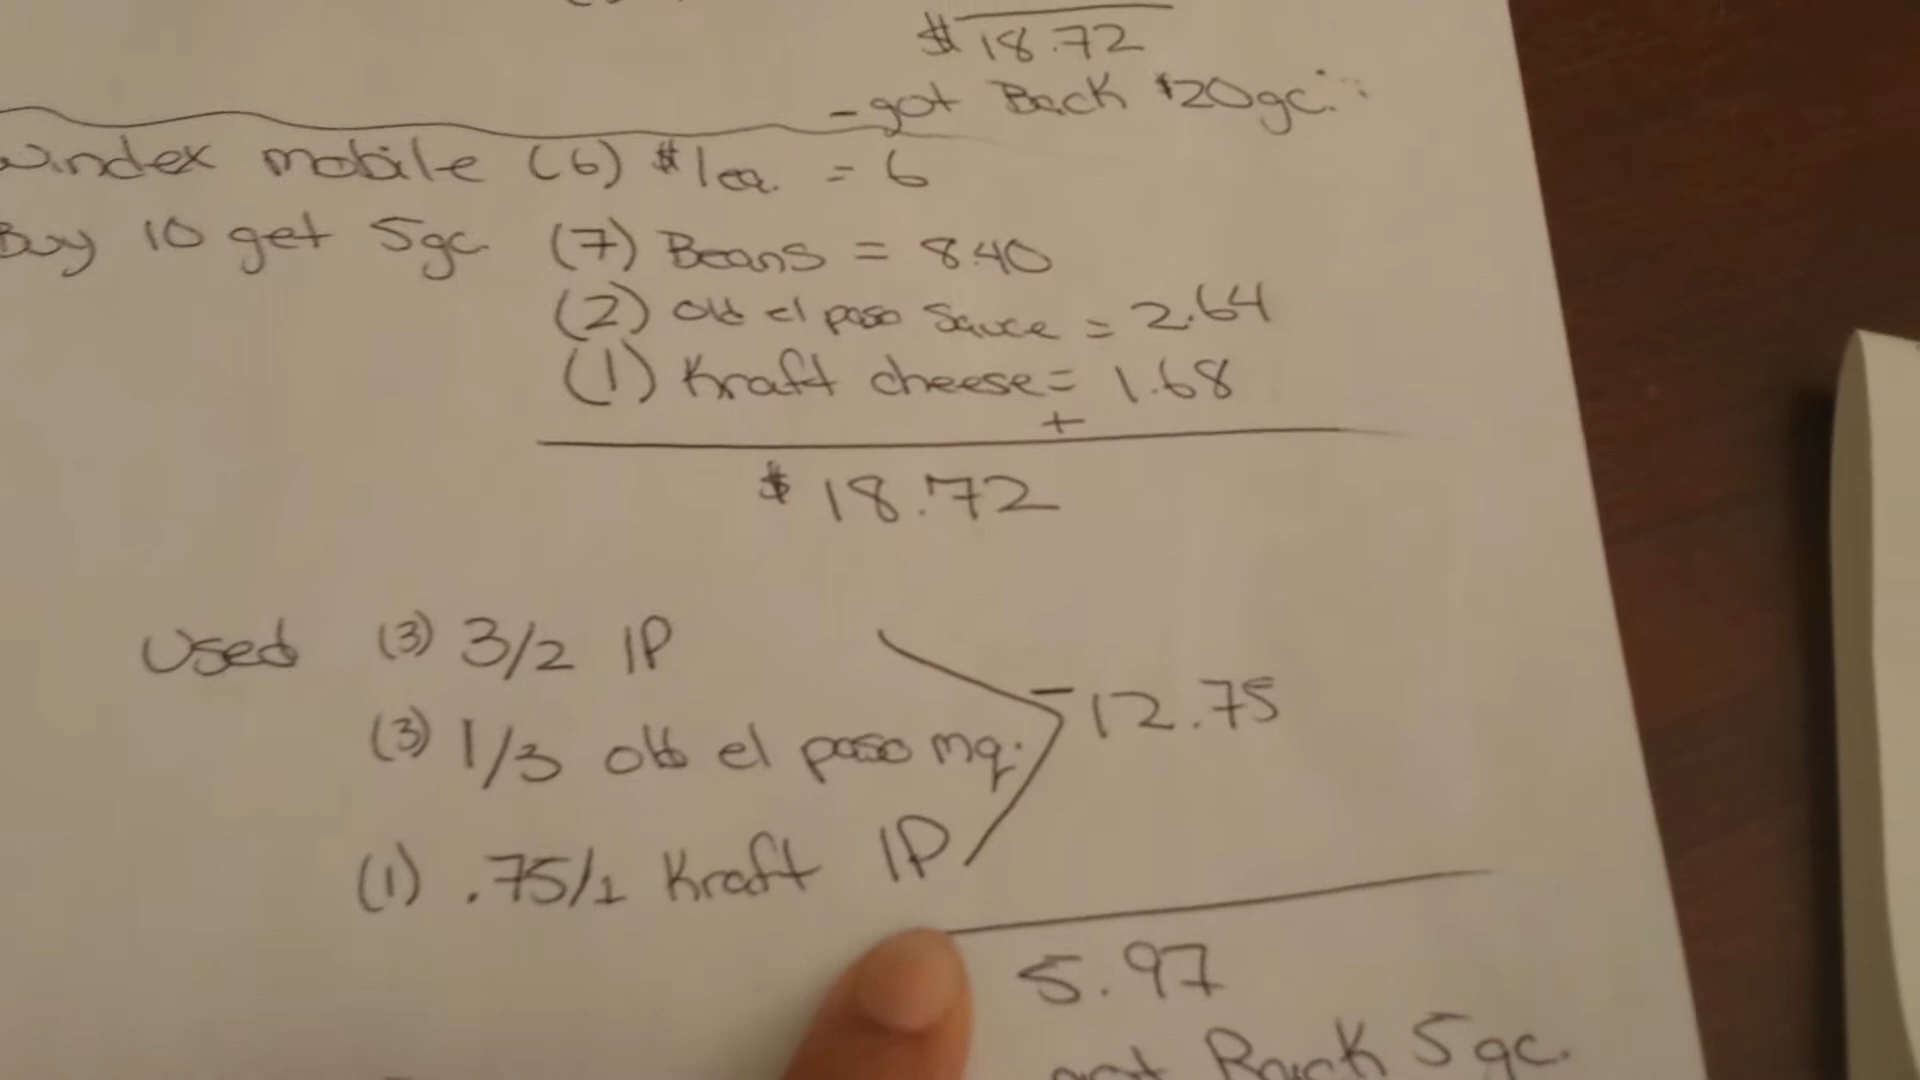 $18.72
- got Back $20gc.
windex mobile (6) $1ea. = 6
Buy 10 get 5gc (7) Beans = 8.40
(2) old el paso Sauce = 2.64
(1) Kraft cheese = 1.68
+
$18.72
Used (3) 3/2 IP
(3) 1/3 old el paso mq.
-12.75
(1) .75/1 Kraft IP
5.97
got Back 5gc.